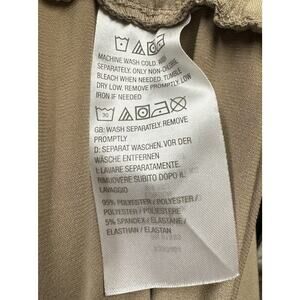 MACHINE WASH COLD. WASH
SEPARATELY. ONLY NON-CHLORINE
BLEACH WHEN NEEDED. TUMBLE
DRY LOW. REMOVE PROMPTLY. LOW
IRON IF NEEDED
30
GB: WASH SEPARATELY. REMOVE
PROMPTLY
D: SEPARAT WASCHEN. VOR DER
WÄSCHE ENTFERNEN
I: LAVARE SEPARATAMENTE.
RIMUOVERE SUBITO DOPO IL
LAVAGGIO
95% POLYESTER / POLYESTER /
POLYESTER / POLIESTERE
5% SPANDEX / ELASTANE /
ELASTHAN / ELASTAN